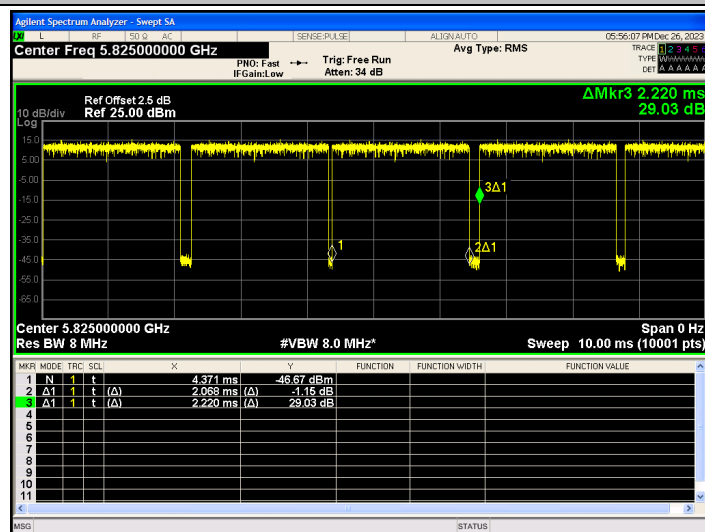 Agilent Spectrum Analyzer - Swept SA
LXI L RF 50 Ω AC SENSE:PULSE ALIGNAUTO 05:56:07 PM Dec 26, 2023
Center Freq 5.825000000 GHz
PNO: Fast
IFGain:Low
Trig: Free Run
Atten: 34 dB
Avg Type: RMS
TRACE 1 2 3 4 5 6
TYPE
DET A A A A A A
ΔMkr3 2.220 ms
29.03 dB
Ref Offset 2.5 dB
10 dB/div Ref 25.00 dBm
Log
15.0
5.00
-5.00
-15.0
-25.0
-35.0
-45.0
-55.0
-65.0
3Δ1
1
2Δ1
Center 5.825000000 GHz Span 0 Hz
Res BW 8 MHz #VBW 8.0 MHz* Sweep 10.00 ms (10001 pts)
MKR MODE TRC SCL X Y FUNCTION FUNCTION WIDTH FUNCTION VALUE
1 N 1 t 4.371 ms -46.67 dBm
2 Δ1 1 t (Δ) 2.068 ms (Δ) -1.15 dB
3 Δ1 1 t (Δ) 2.220 ms (Δ) 29.03 dB
4
5
6
7
8
9
10
11
MSG STATUS